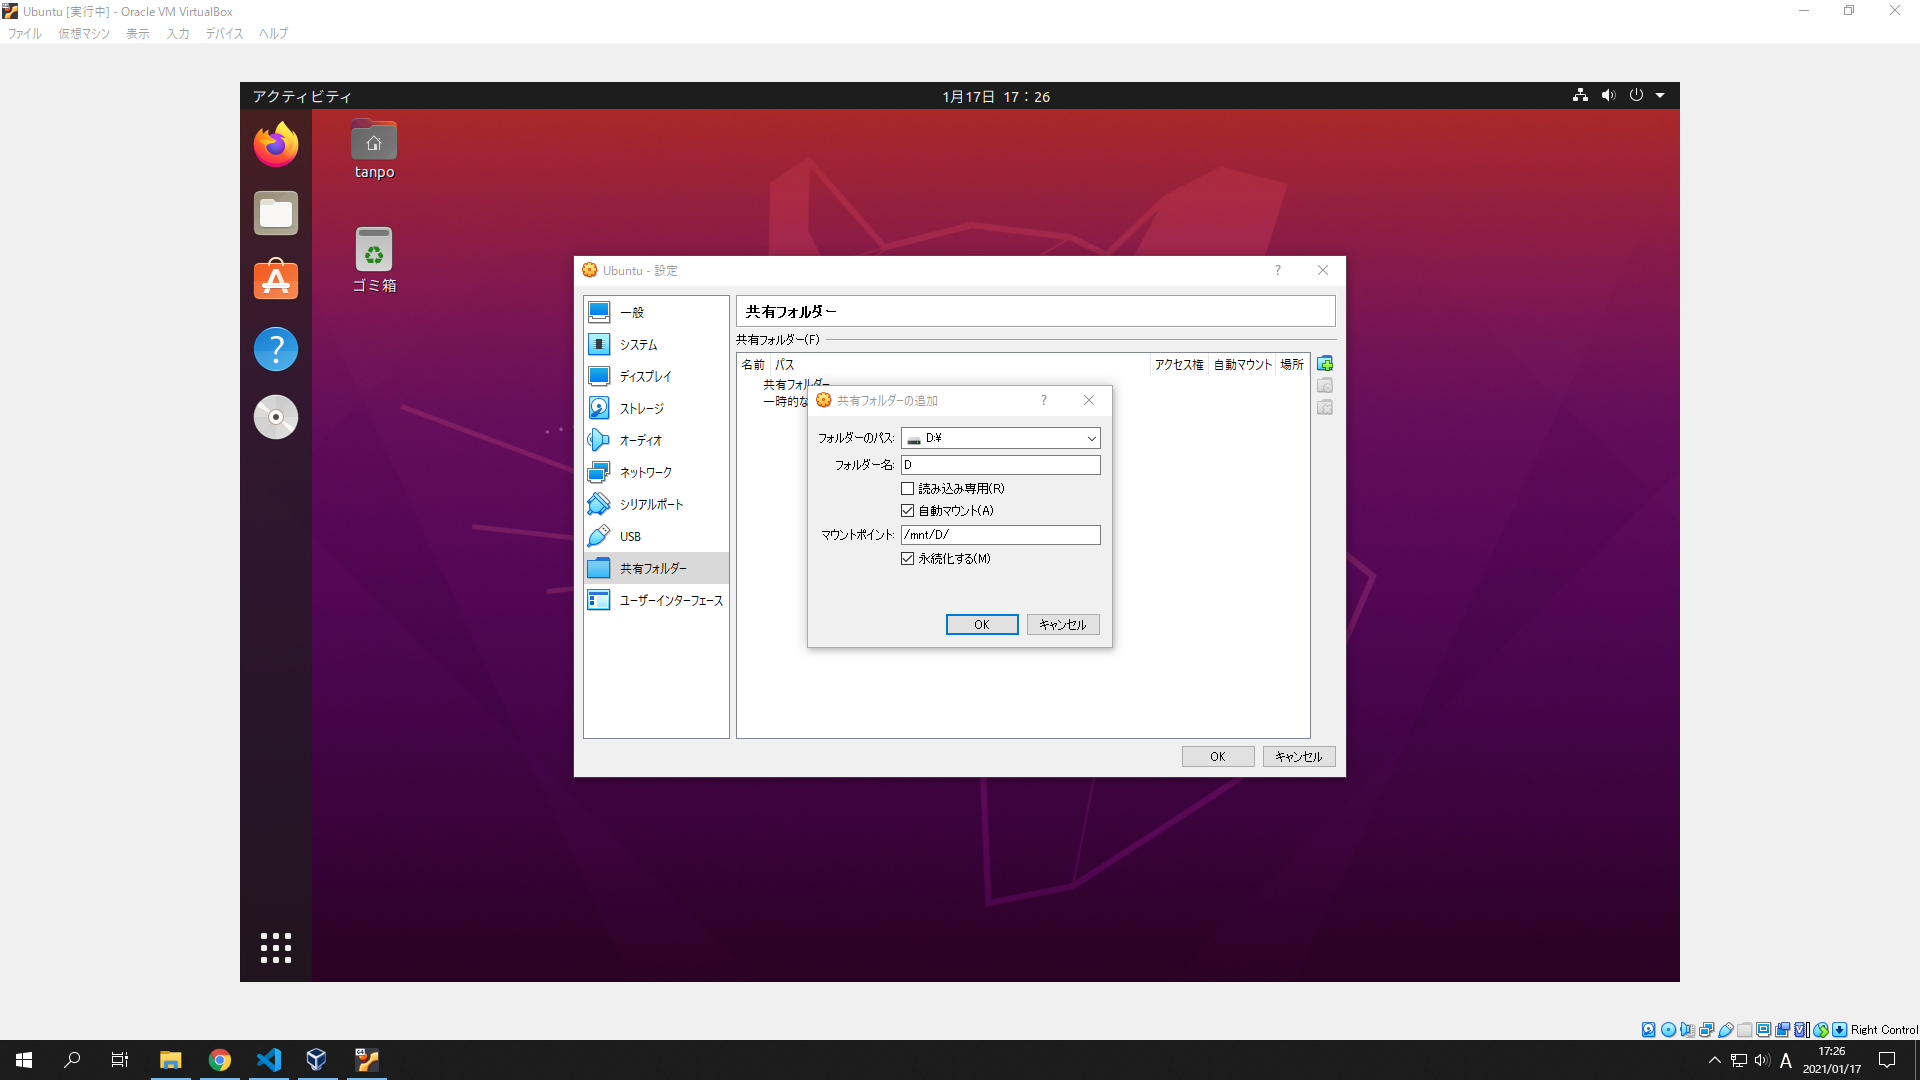 Ubuntu [実行中] - Oracle VM VirtualBox
ファイル 仮想マシン 表示 入力 デバイス ヘルプ
アクティビティ
1月17日 17：26
tanpo
ゴミ箱
Ubuntu - 設定
?
一般
システム
ディスプレイ
ストレージ
オーディオ
ネットワーク
シリアルポート
USB
共有フォルダー
ユーザーインターフェース
共有フォルダー
共有フォルダー(F)
名前 パス アクセス権 自動マウント 場所
共有フォルダー
一時的な
共有フォルダーの追加
?
フォルダーのパス: D:¥
フォルダー名: D
読み込み専用(R)
自動マウント(A)
マウントポイント: /mnt/D/
永続化する(M)
OK キャンセル
OK キャンセル
Right Control
A
17:26
2021/01/17